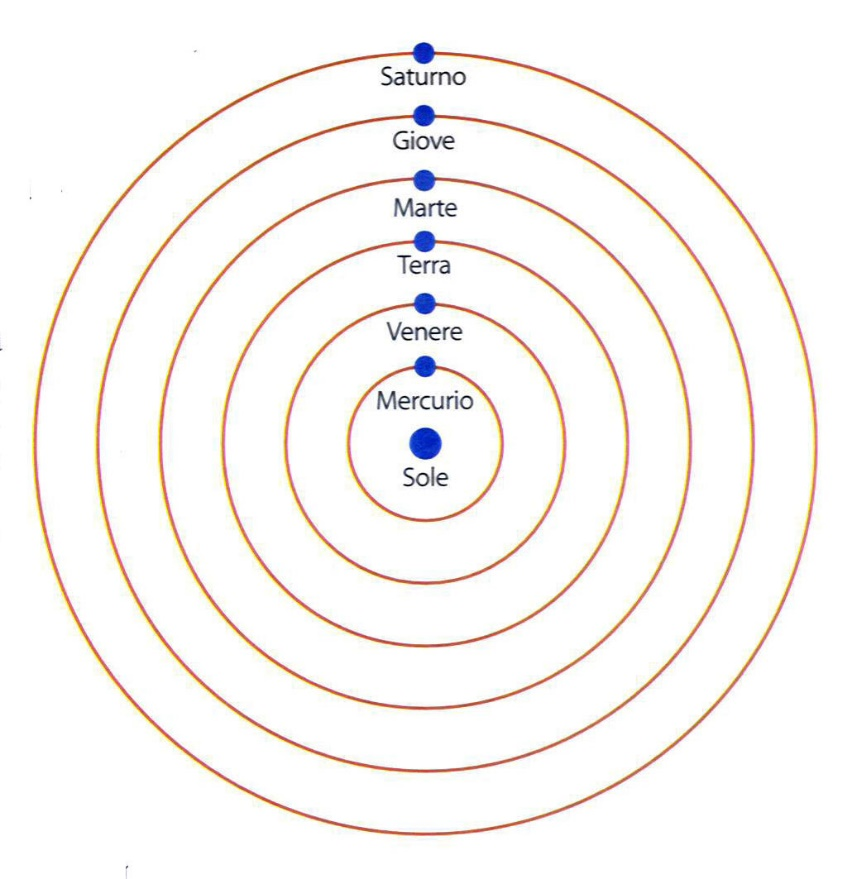 Saturno
Giove
Marte
Terra
Venere
Mercurio
Sole